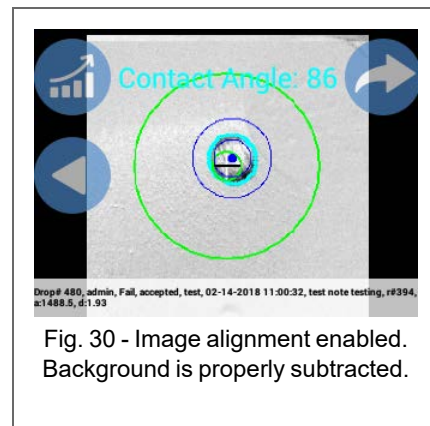 Contact Angle: 86
Drop# 480, admin, Fail, accepted, test, 02-14-2018 11:00:32, test note testing, r#394,
a:1488.5, d:1.93
Fig. 30 - Image alignment enabled.
Background is properly subtracted.